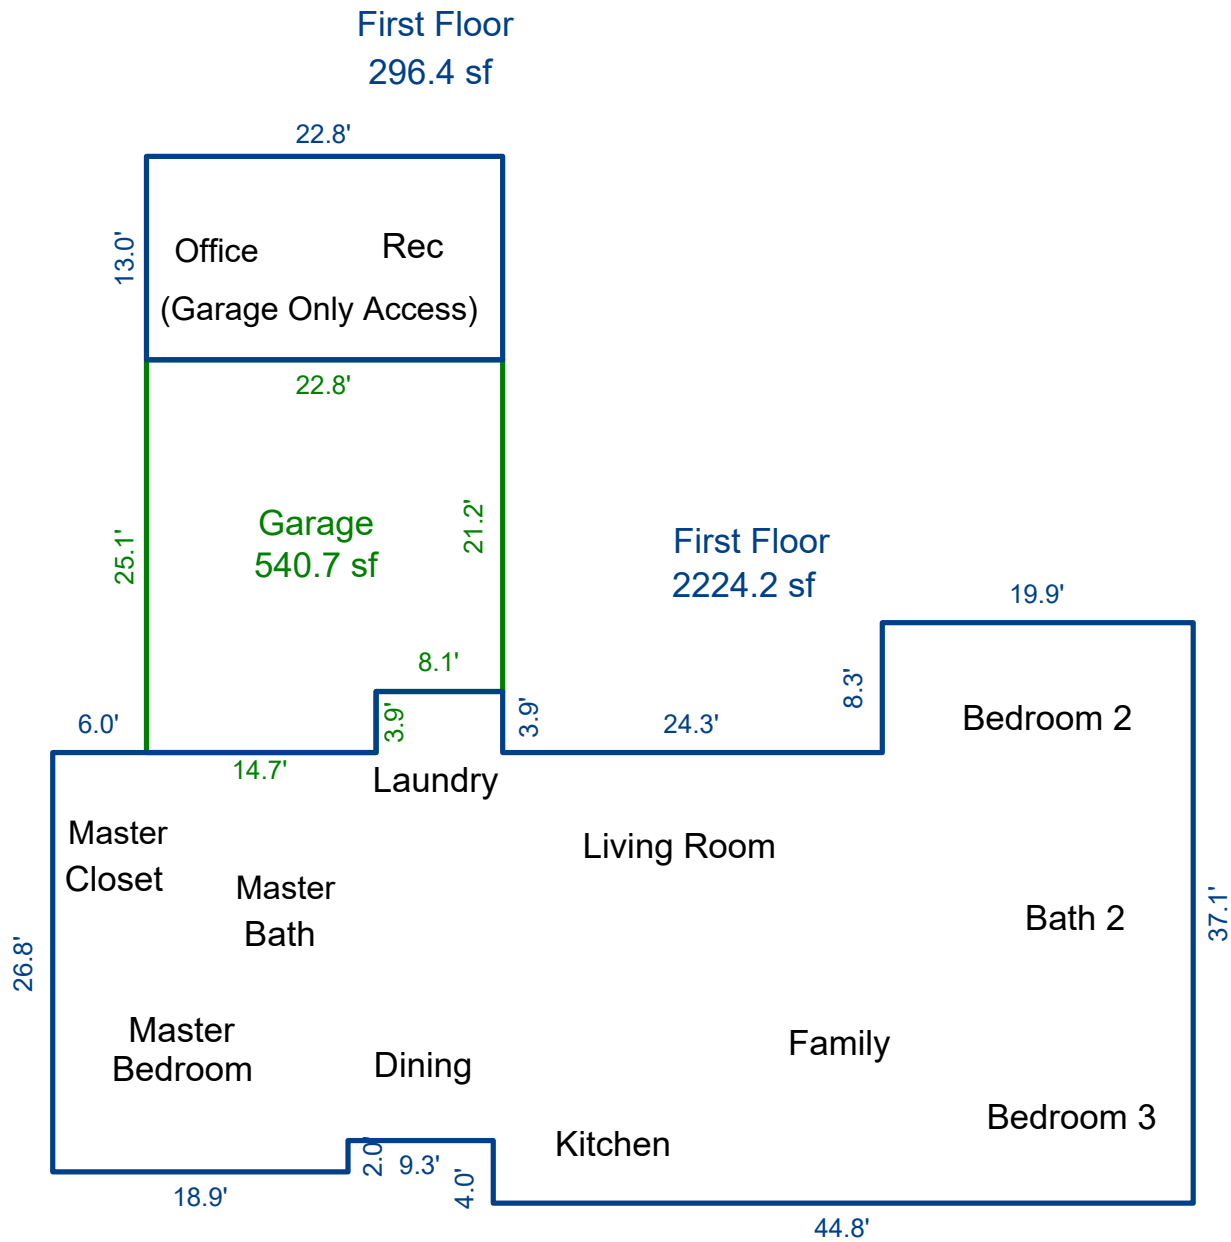 First Floor
296.4 sf
22.8'
13.0'
Office
Rec
(Garage Only Access)
22.8'
25.1'
Garage
540.7 sf
21.2'
First Floor
2224.2 sf
19.9'
8.1'
8.3'
6.0'
3.9'
3.9'
24.3'
Bedroom 2
14.7'
Laundry
Master
Closet
Master
Bath
Living Room
Bath 2
37.1'
26.8'
Master
Bedroom
Dining
Family
Bedroom 3
Kitchen
2.0'
9.3'
4.0'
18.9'
44.8'